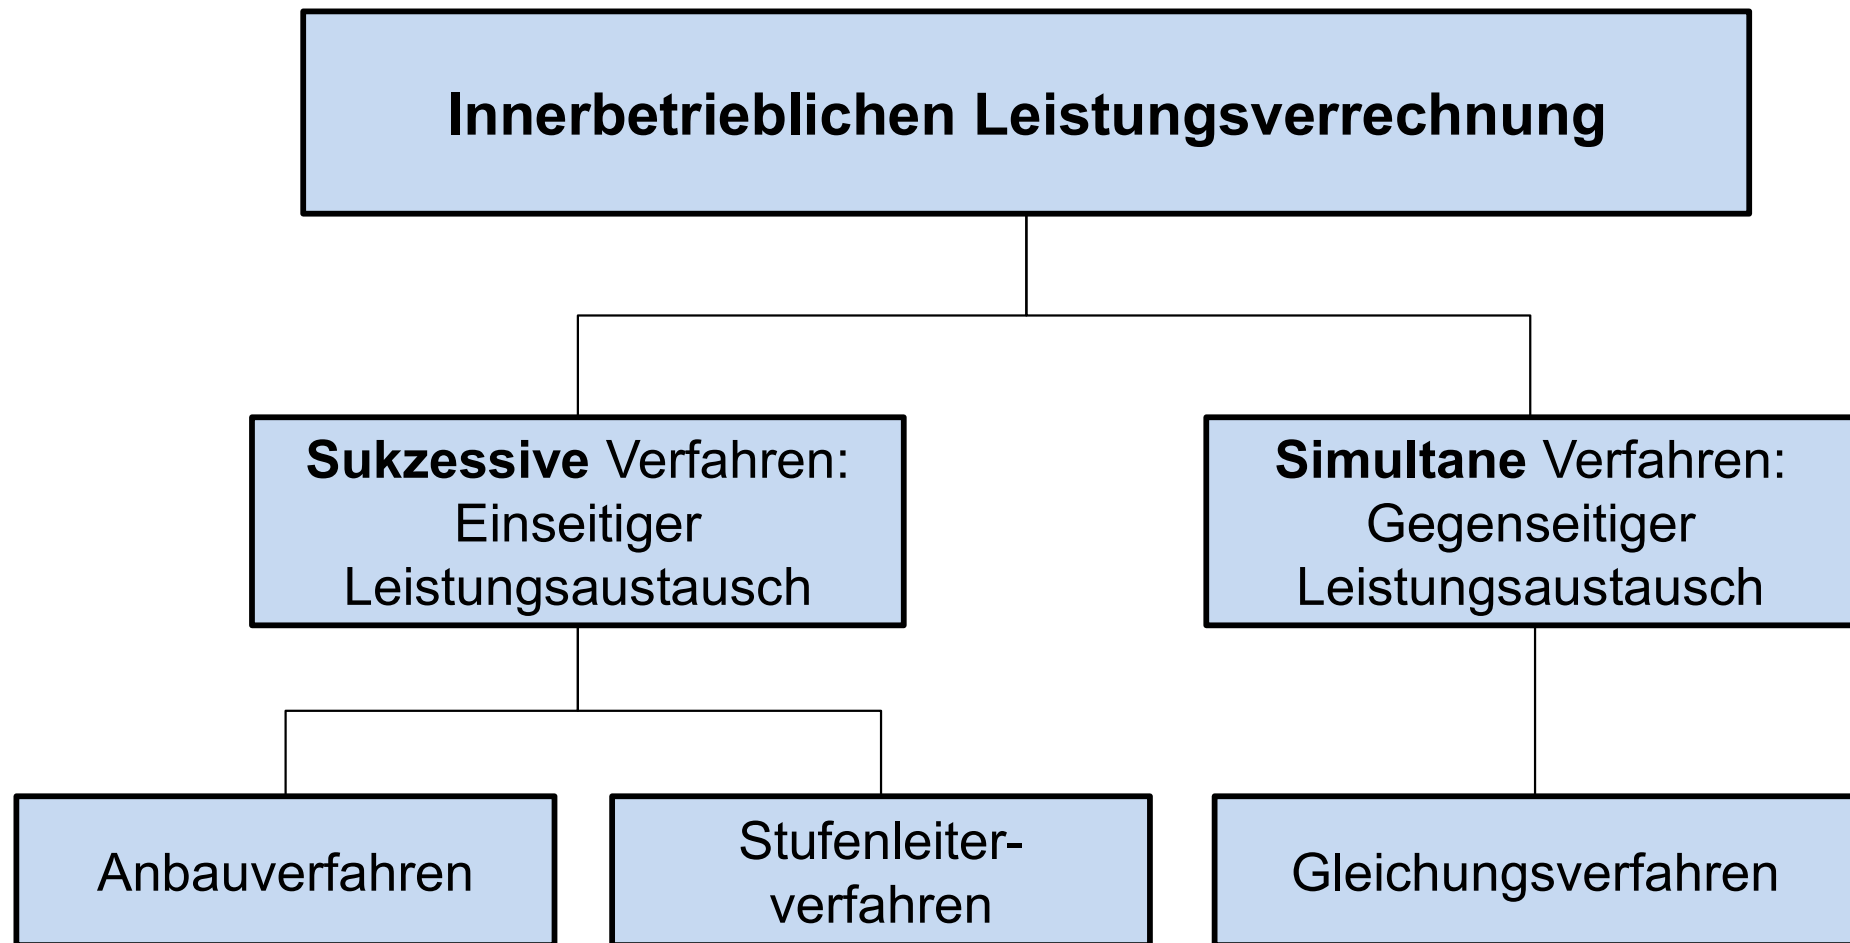 Innerbetrieblichen Leistungsverrechnung
Sukzessive Verfahren:
Einseitiger
Leistungsaustausch
Simultane Verfahren:
Gegenseitiger
Leistungsaustausch
Anbauverfahren
Stufenleiter-
verfahren
Gleichungsverfahren